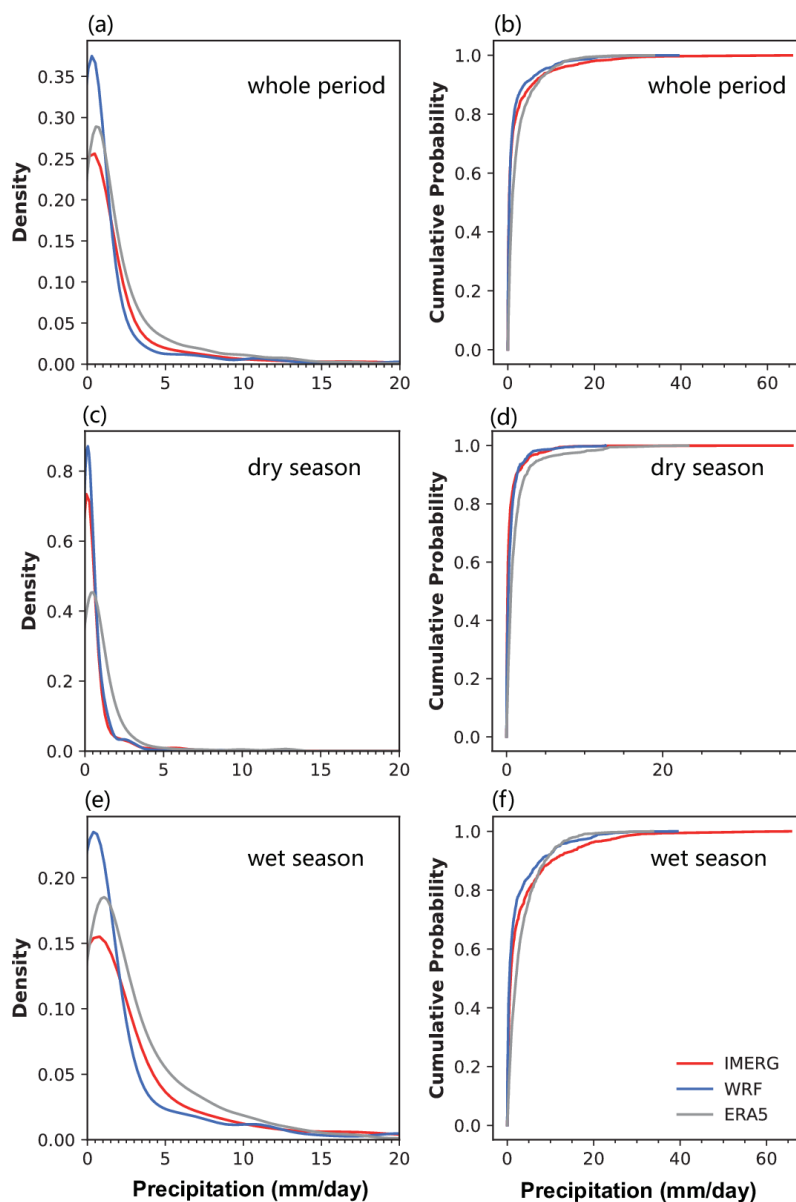 (a)
0.35
0.30
0.25
0.20
0.15
0.10
0.05
0.00
Density
whole period
0 5 10 15 20
(b)
1.0
0.8
0.6
0.4
0.2
0.0
Cumulative Probability
whole period
0 20 40 60
(c)
0.8
0.6
0.4
0.2
0.0
Density
dry season
0 5 10 15 20
(d)
1.0
0.8
0.6
0.4
0.2
0.0
Cumulative Probability
dry season
0 20
(e)
0.20
0.15
0.10
0.05
0.00
Density
wet season
0 5 10 15 20
Precipitation (mm/day)
(f)
1.0
0.8
0.6
0.4
0.2
0.0
Cumulative Probability
wet season
IMERG
WRF
ERA5
0 20 40 60
Precipitation (mm/day)